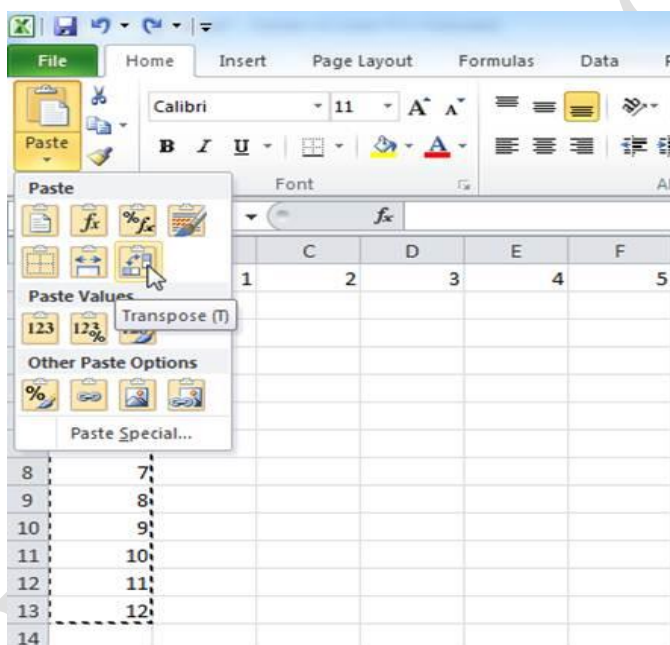 File Home Insert Page Layout Formulas Data
Calibri 11 A A
Paste B I U A
Font
Paste
fx
% fx
C D E F
1 2 3 4 5
Paste Values
Transpose (T)
123 123%
Other Paste Options
%
Paste Special...
8 7
9 8
10 9
11 10
12 11
13 12
14